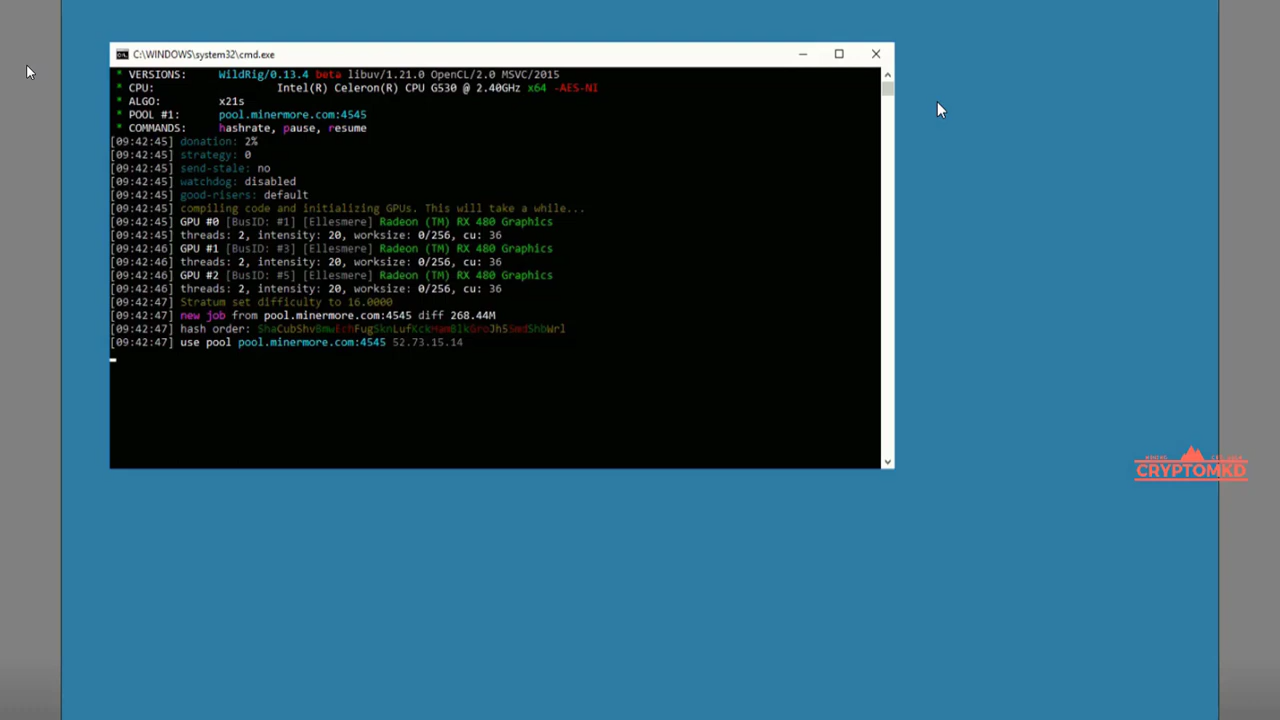 C:\WINDOWS\system32\cmd.exe
* VERSIONS: WildRig/0.13.4 beta libuv/1.21.0 OpenCL/2.0 MSVC/2015
* CPU: Intel(R) Celeron(R) CPU G530 @ 2.40GHz x64 -AES-NI
* ALGO: x21s
* POOL #1: pool.minermore.com:4545
* COMMANDS: hashrate, pause, resume
[09:42:45] donation: 2%
[09:42:45] strategy: 0
[09:42:45] send-stale: no
[09:42:45] watchdog: disabled
[09:42:45] good-risers: default
[09:42:45] compiling code and initializing GPUs. This will take a while...
[09:42:45] GPU #0 [BusID: #1] [Ellesmere] Radeon (TM) RX 480 Graphics
[09:42:45] threads: 2, intensity: 20, worksize: 0/256, cu: 36
[09:42:46] GPU #1 [BusID: #3] [Ellesmere] Radeon (TM) RX 480 Graphics
[09:42:46] threads: 2, intensity: 20, worksize: 0/256, cu: 36
[09:42:46] GPU #2 [BusID: #5] [Ellesmere] Radeon (TM) RX 480 Graphics
[09:42:46] threads: 2, intensity: 20, worksize: 0/256, cu: 36
[09:42:47] Stratum set difficulty to 16.0000
[09:42:47] new job from pool.minermore.com:4545 diff 268.44M
[09:42:47] hash order: ShaCubShvBmwEchFugSknLufKckHamBlkGroJh5SmdShbWrl
[09:42:47] use pool pool.minermore.com:4545 52.73.15.14
CRYPTOMKD